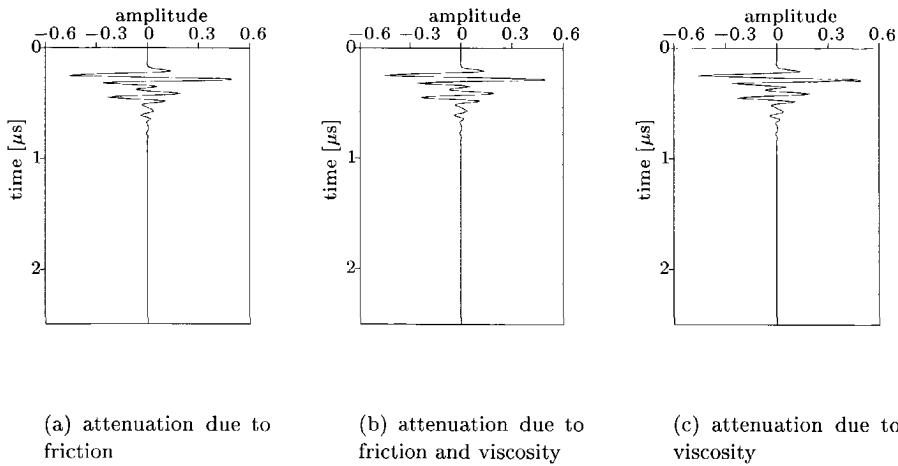 amplitude
−0.6 −0.3 0 0.3 0.6
0
1
2
time [μs]
(a) attenuation due to
friction
amplitude
−0.6 −0.3 0 0.3 0.6
0
1
2
time [μs]
(b) attenuation due to
friction and viscosity
amplitude
−0.6 −0.3 0 0.3 0.6
0
1
2
time [μs]
(c) attenuation due to
viscosity